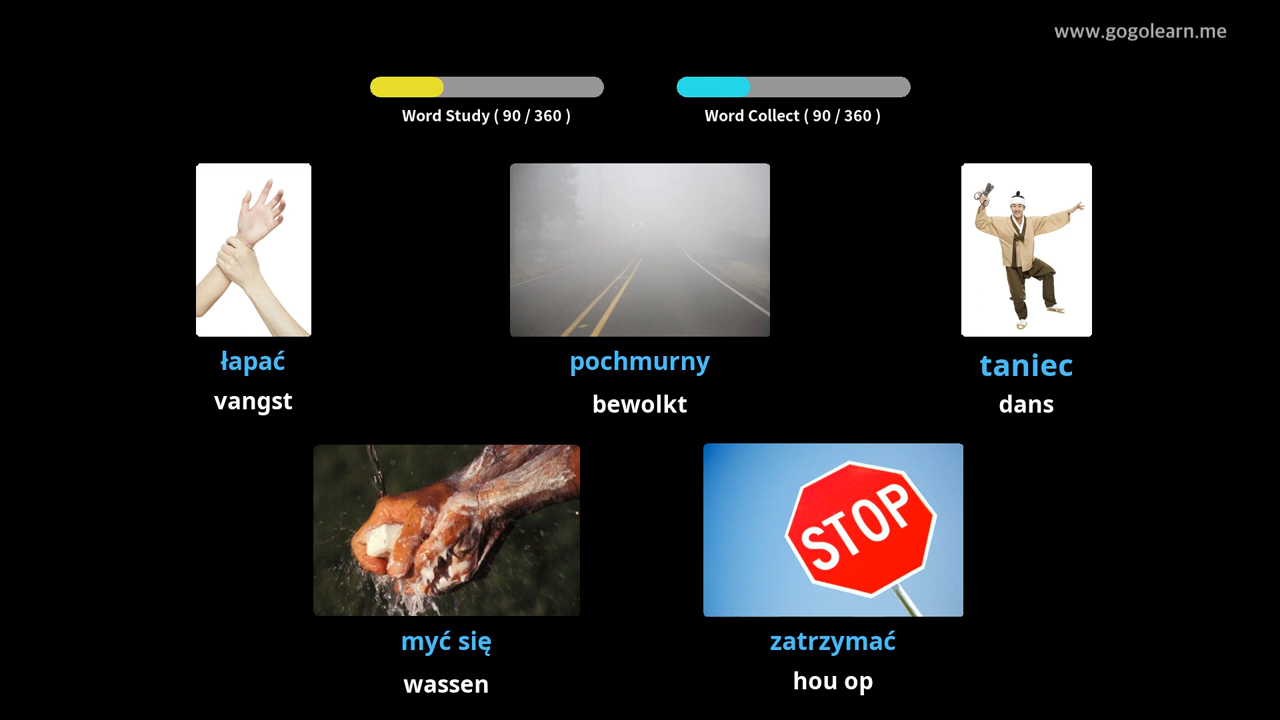 www.gogolearn.me
Word Study ( 90 / 360 )
Word Collect ( 90 / 360 )
łapać
vangst
pochmurny
bewolkt
taniec
dans
STOP
myć się
wassen
zatrzymać
hou op